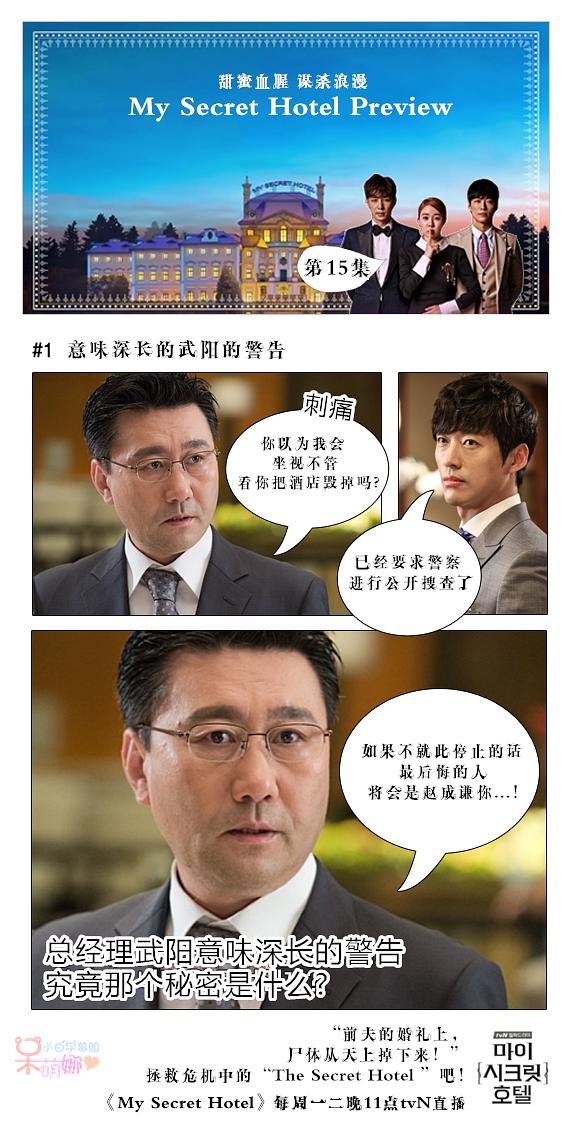 甜蜜血腥 谋杀浪漫
My Secret Hotel Preview
MY SECRET HOTEL
第15集
#1 意味深长的武阳的警告
刺痛
你以为我会
坐视不管
看你把酒店毁掉吗?
已经要求警察
进行公开搜查了
如果不就此停止的话
最后悔的人
将会是赵成谦你...!
总经理武阳意味深长的警告
究竟那个秘密是什么?
“前夫的婚礼上,
尸体从天上掉下来!”
拯救危机中的“The Secret Hotel ”吧!
《My Secret Hotel》每周一二晚11点tvN直播
小白学幕姐
呆萌娜
마이
시크릿
호텔